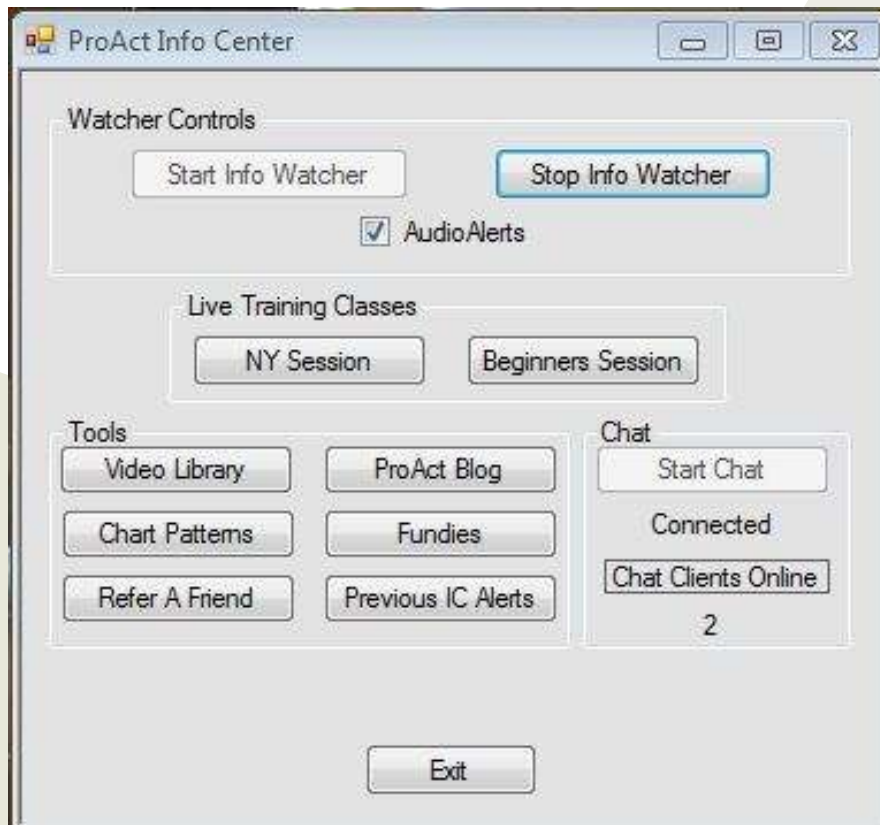 ProAct Info Center
Watcher Controls
Start Info Watcher
Stop Info Watcher
AudioAlerts
Live Training Classes
NY Session
Beginners Session
Tools
Video Library
ProAct Blog
Chart Patterns
Fundies
Refer A Friend
Previous IC Alerts
Chat
Start Chat
Connected
Chat Clients Online
2
Exit